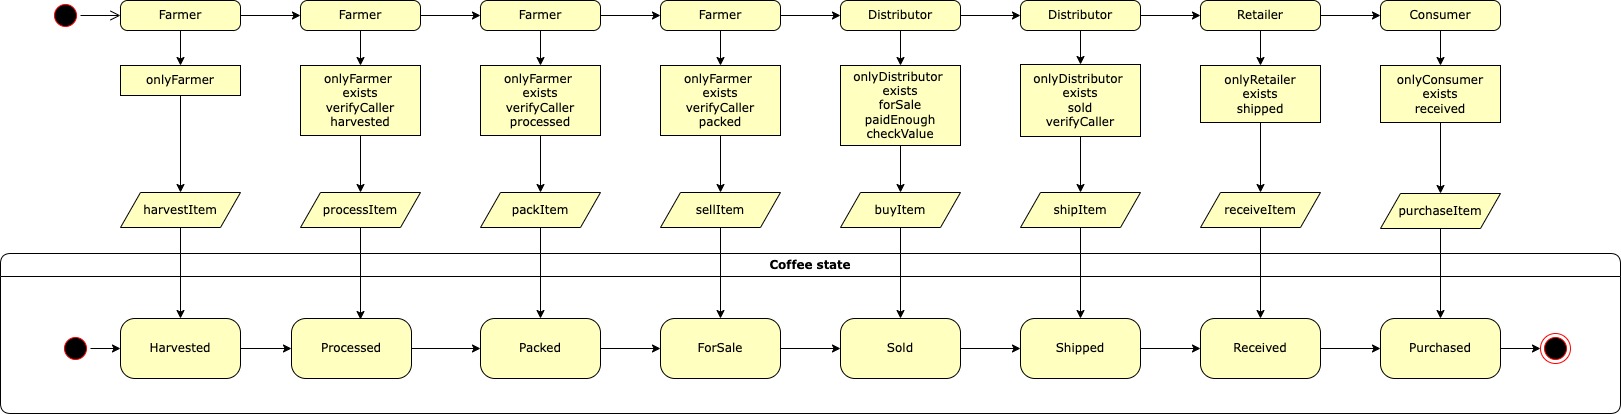 Farmer
Farmer
Farmer
Farmer
Distributor
Distributor
Retailer
Consumer
onlyFarmer
onlyFarmer
exists
verifyCaller
harvested
onlyFarmer
exists
verifyCaller
processed
onlyFarmer
exists
verifyCaller
packed
onlyDistributor
exists
forSale
paidEnough
checkValue
onlyDistributor
exists
sold
verifyCaller
onlyRetailer
exists
shipped
onlyConsumer
exists
received
harvestItem
processItem
packItem
sellItem
buyItem
shipItem
receiveItem
purchaseItem
Coffee state
Harvested
Processed
Packed
ForSale
Sold
Shipped
Received
Purchased